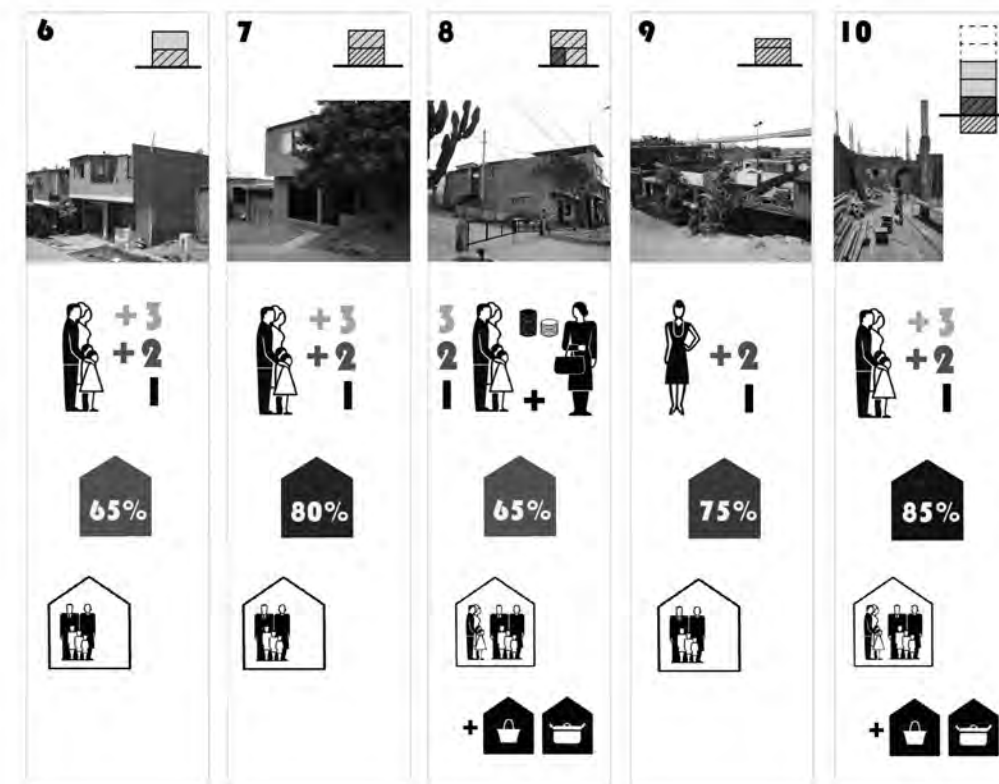 6 7 8 9 10
+3 +3 3 +3
+2 +2 2 +2 +2
1 1 1 + 1 1
65% 80% 65% 75% 85%
+ +